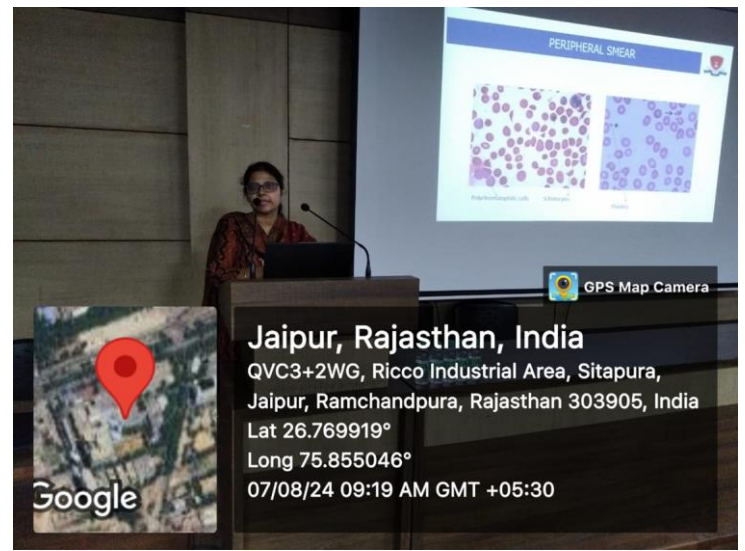 PERIPHERAL SMEAR
GPS Map Camera
Jaipur, Rajasthan, India
QVC3+2WG, Ricco Industrial Area, Sitapura,
Jaipur, Ramchandpura, Rajasthan 303905, India
Lat 26.769919°
Long 75.855046°
07/08/24 09:19 AM GMT +05:30
Google